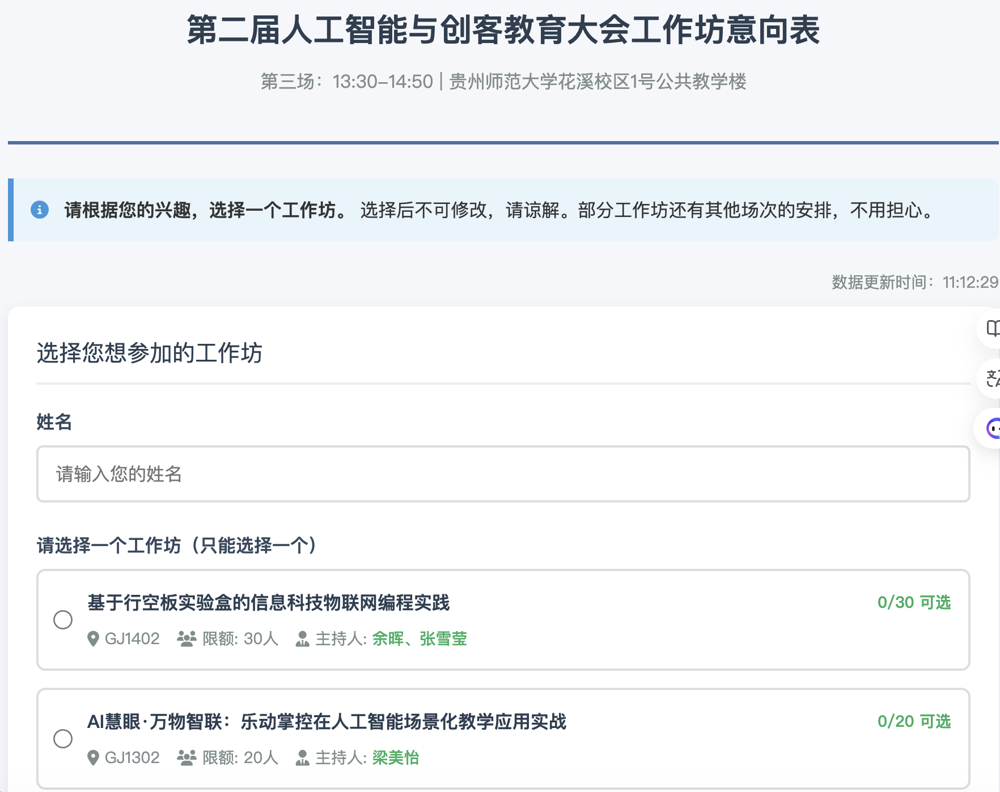 第二届人工智能与创客教育大会工作坊意向表
第三场：13:30–14:50 | 贵州师范大学花溪校区1号公共教学楼
请根据您的兴趣，选择一个工作坊。 选择后不可修改，请谅解。部分工作坊还有其他场次的安排，不用担心。
数据更新时间：11:12:29
选择您想参加的工作坊
姓名
请输入您的姓名
请选择一个工作坊（只能选择一个）
基于行空板实验盒的信息科技物联网编程实践 0/30 可选
GJ1402 限额: 30人 主持人: 余晖、张雪莹
AI慧眼·万物智联：乐动掌控在人工智能场景化教学应用实战 0/20 可选
GJ1302 限额: 20人 主持人: 梁美怡